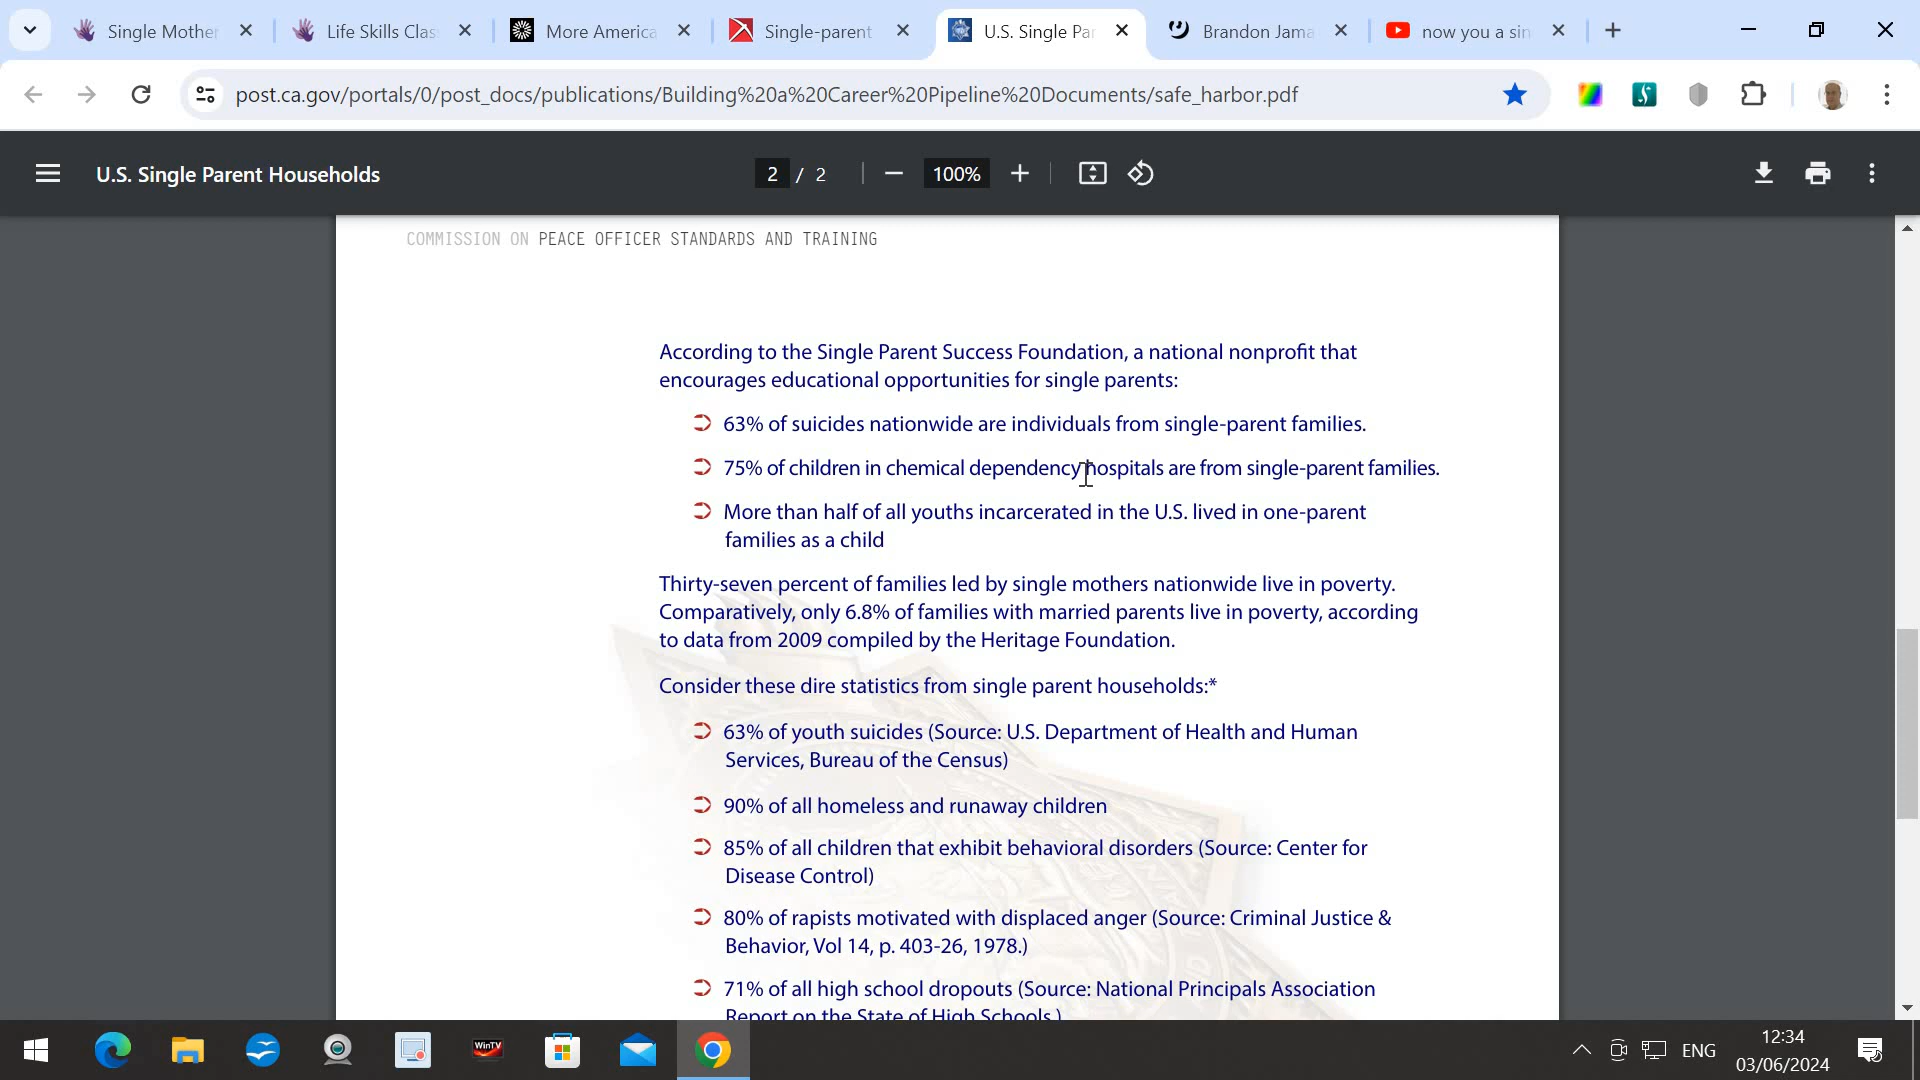 Single Mother
Life Skills Clas
More America
Single-parent
U.S. Single Par
Brandon Jama
now you a sin
post.ca.gov/portals/0/post_docs/publications/Building%20a%20Career%20Pipeline%20Documents/safe_harbor.pdf
U.S. Single Parent Households
2 / 2
100%
COMMISSION ON PEACE OFFICER STANDARDS AND TRAINING
According to the Single Parent Success Foundation, a national nonprofit that
encourages educational opportunities for single parents:
63% of suicides nationwide are individuals from single-parent families.
75% of children in chemical dependency hospitals are from single-parent families.
More than half of all youths incarcerated in the U.S. lived in one-parent
families as a child
Thirty-seven percent of families led by single mothers nationwide live in poverty.
Comparatively, only 6.8% of families with married parents live in poverty, according
to data from 2009 compiled by the Heritage Foundation.
Consider these dire statistics from single parent households:*
63% of youth suicides (Source: U.S. Department of Health and Human
Services, Bureau of the Census)
90% of all homeless and runaway children
85% of all children that exhibit behavioral disorders (Source: Center for
Disease Control)
80% of rapists motivated with displaced anger (Source: Criminal Justice &
Behavior, Vol 14, p. 403-26, 1978.)
71% of all high school dropouts (Source: National Principals Association
Report on the State of High Schools.)
WinTV
ENG
12:34
03/06/2024